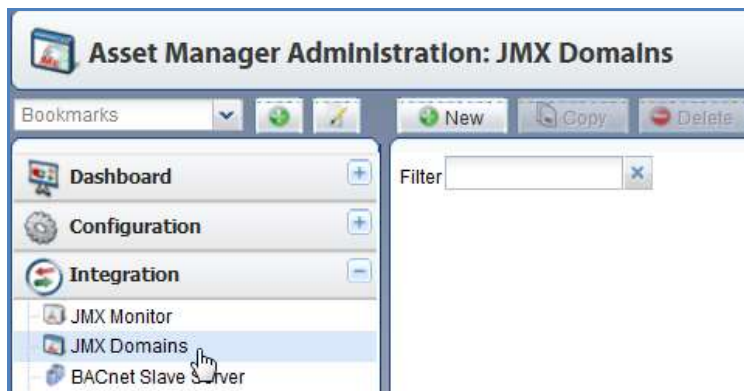 Asset Manager Administration: JMX Domains
Bookmarks
New
Copy
Delete
Dashboard
Configuration
Integration
JMX Monitor
JMX Domains
BACnet Slave Server
Filter